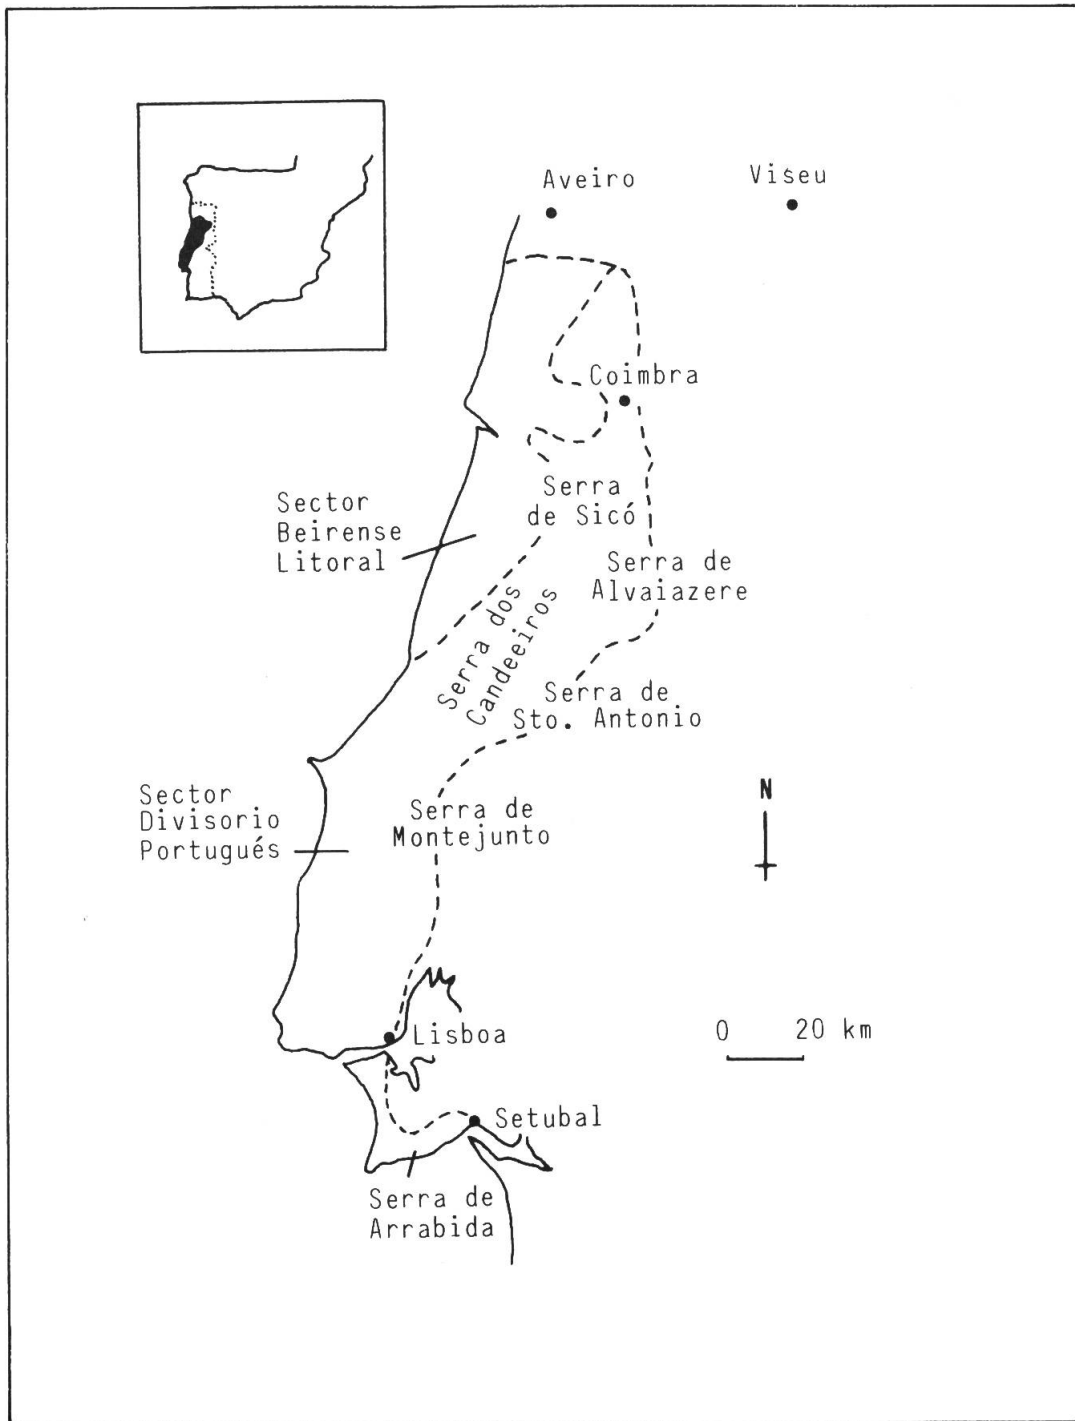 Aveiro
Viseu
Coimbra
Serra
de Sicó
Sector
Beirense
Litoral
Serra de
Alvaiazere
Serra dos
Candeeiros
Serra de
Sto. Antonio
Sector
Divisorio
Portugués
Serra de
Montejunto
N
Lisboa
0 20 km
Setubal
Serra de
Arrabida